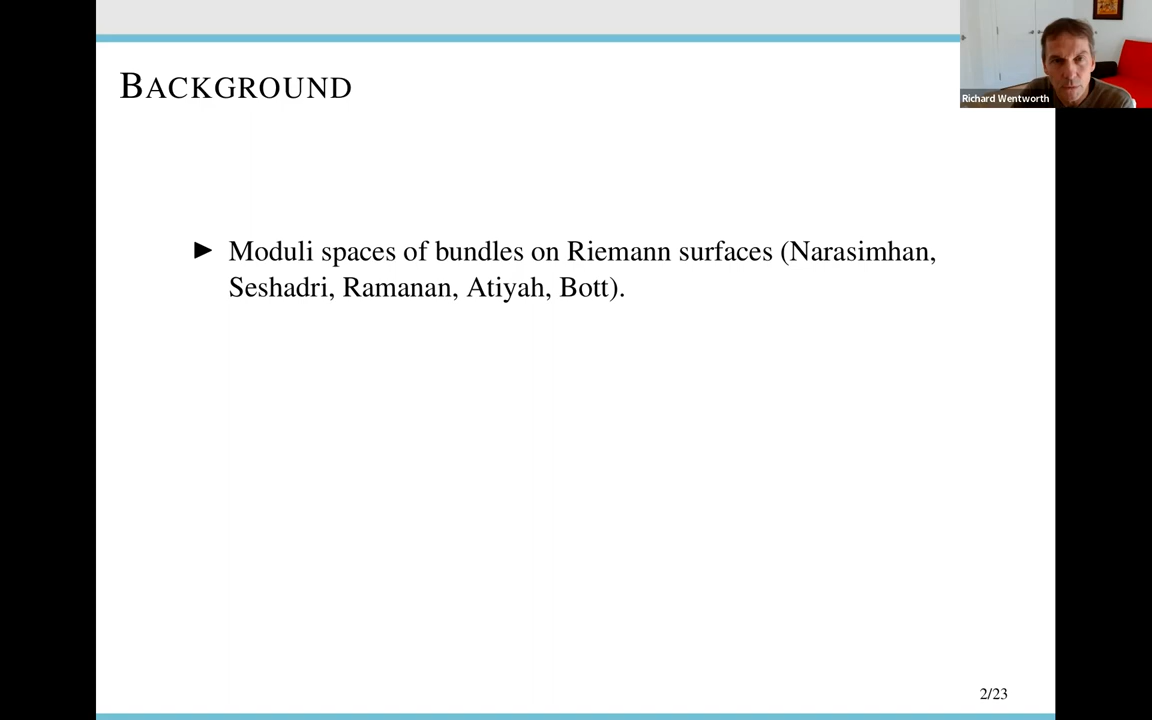 BACKGROUND
Richard Wentworth
► Moduli spaces of bundles on Riemann surfaces (Narasimhan,
Seshadri, Ramanan, Atiyah, Bott).
2/23